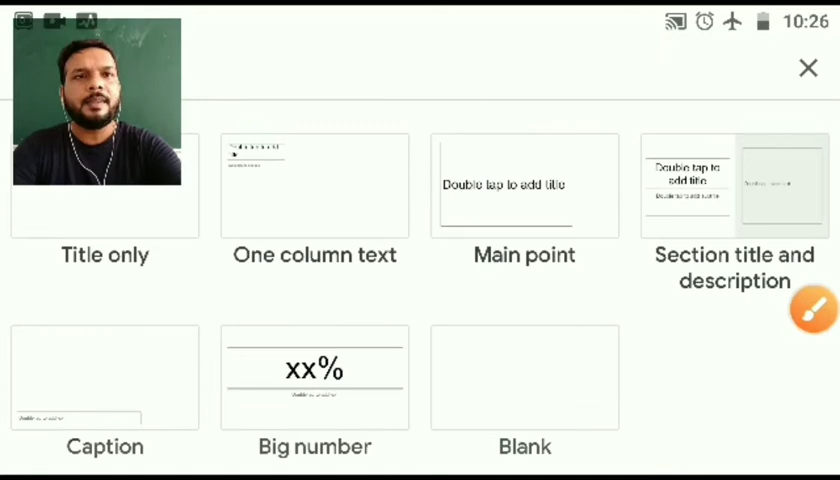 10:26
Double tap to add title
Double tap to
add title
Title only
One column text
Main point
Section title and
description
xx%
Caption
Big number
Blank